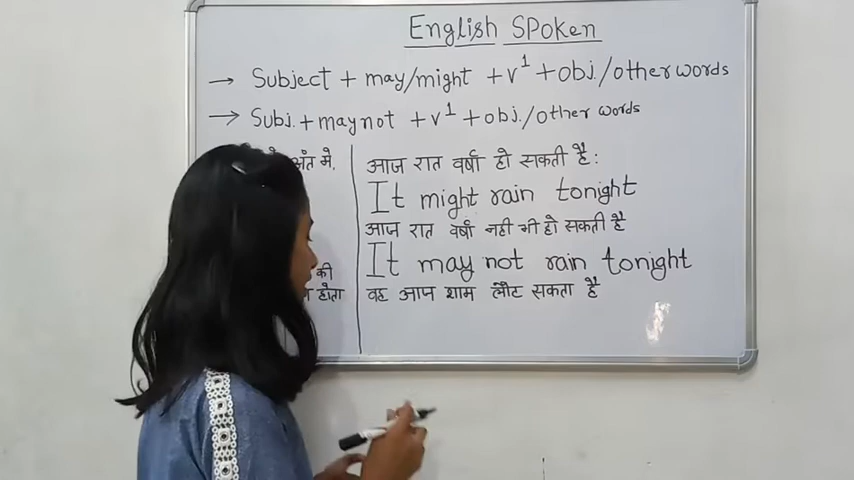 English Spoken
→ Subject + may/might + v¹ + obj./other words
→ Subj. + may not + v¹ + obj./other words
अंत मे,
की
होता
आज रात वर्षा हो सकती है:
It might rain tonight
आज रात वर्षा नही भी हो सकती है
It may not rain tonight
वह आज शाम लौट सकता है